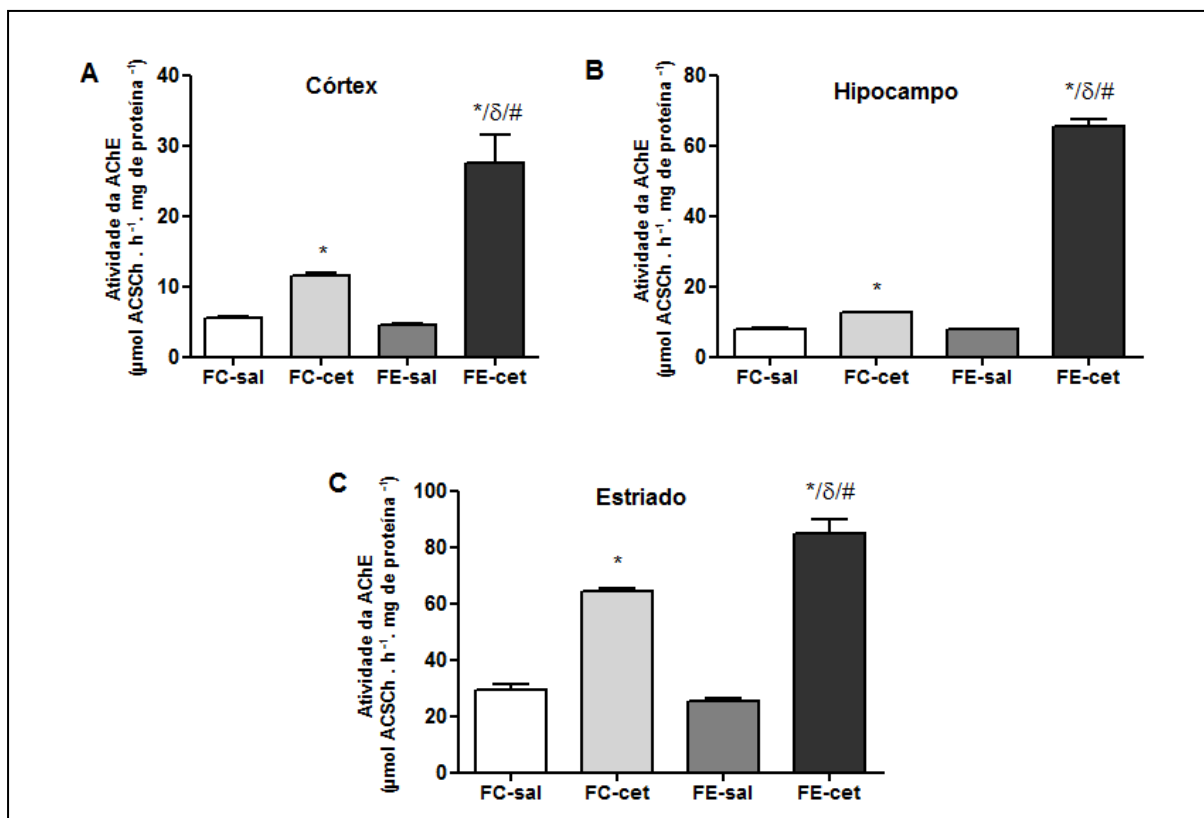 A
Córtex
Atividade da AChE
(µmol ACSCh . h⁻¹. mg de proteína ⁻¹)
40
30
20
10
0
*
*/δ/#
FC-sal FC-cet FE-sal FE-cet
B
Hipocampo
Atividade da AChE
(µmol ACSCh . h⁻¹. mg de proteína ⁻¹)
80
60
40
20
0
*
*/δ/#
FC-sal FC-cet FE-sal FE-cet
C
Estriado
Atividade da AChE
(µmol ACSCh . h⁻¹. mg de proteína ⁻¹)
100
80
60
40
20
0
*
*/δ/#
FC-sal FC-cet FE-sal FE-cet